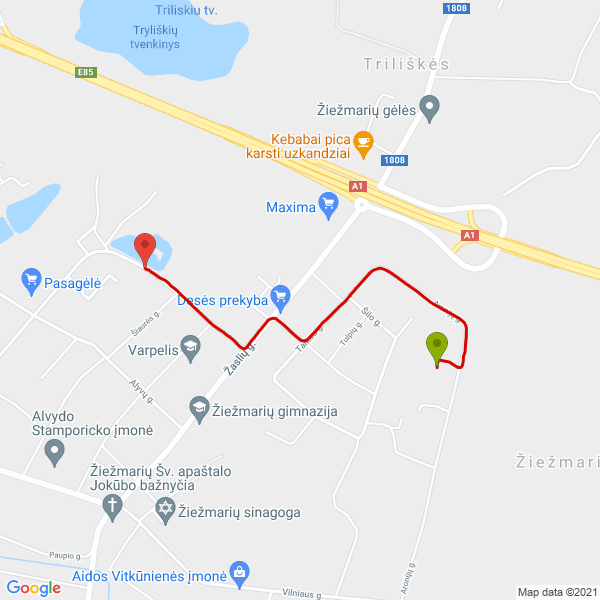 1808
Triliskiu tv.
Tryliškių
tvenkinys
Triliškės
E85
Žiežmarių gėlės
Kebabai pica
karsti uzkandziai
1808
A1
Maxima
A1
Pasagėlė
Desės prekyba
Šiaurės g.
Šilo g.
Tulpių g.
Varpelis
Žaslių g.
Alyvų g.
Žiežmarių gimnazija
Alvydo
Stamporicko įmonė
Žiežmari
Žiežmarių Šv. apaštalo
Jokūbo bažnyčia
Žiežmarių sinagoga
Paupio g.
Aidos Vitkūnienės įmonė
Vilniaus g.
Aronijų g.
Google
Map data ©2021